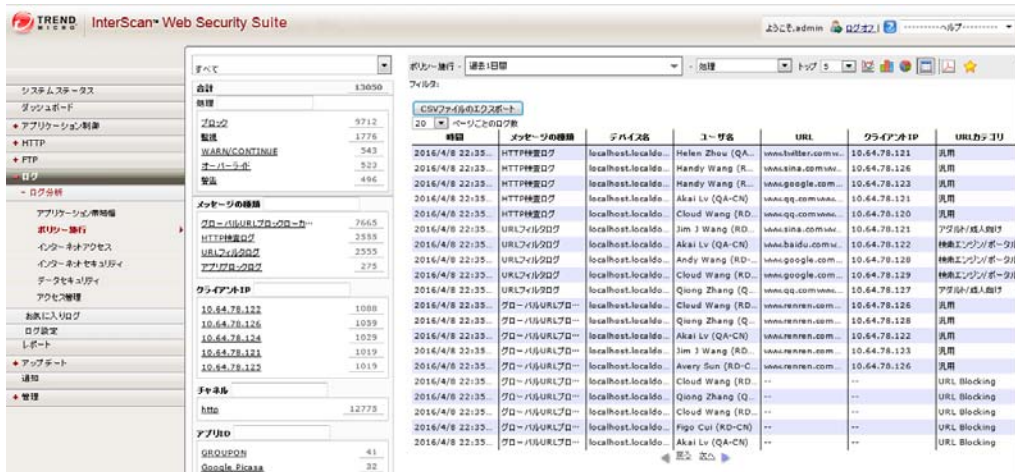 TREND MICRO InterScan™ Web Security Suite
ようこそ,admin ログオフ | ? ----------ヘルプ----------
システムステータス
ダッシュボード
アプリケーション制御
HTTP
FTP
- ログ
- ログ分析
アプリケーション帯域幅
ポリシー施行
インターネットアクセス
インターネットセキュリティ
データセキュリティ
アクセス管理
お気に入りログ
ログ設定
レポート
アップデート
通知
管理
すべて
合計 13050
処理
ブロック 9712
監視 1776
WARN/CONTINUE 543
オーバーライド 523
警告 496
メッセージの種類
グローバルURLブロックローカ… 7665
HTTP検査ログ 2555
URLフィルタログ 2555
アプリブロックログ 275
クライアントIP
10.64.78.122 1088
10.64.78.126 1059
10.64.78.124 1029
10.64.78.121 1019
10.64.78.125 1019
チャネル
http 12775
アプリID
GROUPON 41
Google Picasa 32
ポリシー施行 - 過去1日間 - 処理 トップ 5
フィルタ:
CSVファイルのエクスポート
20 ページごとのログ数
時間 メッセージの種類 デバイス名 ユーザ名 URL クライアントIP URLカテゴリ
2016/4/8 22:35... HTTP検査ログ localhost.localdo... Helen Zhou (QA... www.twitter.comw... 10.64.78.121 汎用
2016/4/8 22:35... HTTP検査ログ localhost.localdo... Handy Wang (R... www.sina.comww... 10.64.78.126 汎用
2016/4/8 22:35... HTTP検査ログ localhost.localdo... Handy Wang (R... www.google.com... 10.64.78.123 汎用
2016/4/8 22:35... HTTP検査ログ localhost.localdo... Akai Lv (QA-CN) www.qq.comwww... 10.64.78.121 汎用
2016/4/8 22:35... HTTP検査ログ localhost.localdo... Cloud Wang (RD... www.qq.comwww... 10.64.78.120 汎用
2016/4/8 22:35... URLフィルタログ localhost.localdo... Jim J Wang (RD... www.sina.com... 10.64.78.121 アダルト/成人向け
2016/4/8 22:35... URLフィルタログ localhost.localdo... Akai Lv (QA-CN) www.baidu.comw... 10.64.78.122 検索エンジン/ポータル
2016/4/8 22:35... URLフィルタログ localhost.localdo... Andy Wang (RD-... www.google.com... 10.64.78.128 検索エンジン/ポータル
2016/4/8 22:35... URLフィルタログ localhost.localdo... Cloud Wang (RD... www.google.com... 10.64.78.129 検索エンジン/ポータル
2016/4/8 22:35... URLフィルタログ localhost.localdo... Qiong Zhang (Q... www.qq.com... 10.64.78.127 アダルト/成人向け
2016/4/8 22:35... グローバルURLブロ… localhost.localdo... Cloud Wang (RD... www.renren.com... 10.64.78.126 汎用
2016/4/8 22:35... グローバルURLブロ… localhost.localdo... Qiong Zhang (Q... www.renren.com... 10.64.78.128 汎用
2016/4/8 22:35... グローバルURLブロ… localhost.localdo... Akai Lv (QA-CN) www.renren.com... 10.64.78.122 汎用
2016/4/8 22:35... グローバルURLブロ… localhost.localdo... Jim J Wang (RD... www.renren.com... 10.64.78.123 汎用
2016/4/8 22:35... グローバルURLブロ… localhost.localdo... Avery Sun (RD-C... www.renren.com... 10.64.78.126 汎用
2016/4/8 22:35... グローバルURLブロ… localhost.localdo... Cloud Wang (RD... -- -- URL Blocking
2016/4/8 22:35... グローバルURLブロ… localhost.localdo... Qiong Zhang (Q... -- -- URL Blocking
2016/4/8 22:35... グローバルURLブロ… localhost.localdo... Cloud Wang (RD... -- -- URL Blocking
2016/4/8 22:35... グローバルURLブロ… localhost.localdo... Figo Cui (RD-CN) -- -- URL Blocking
2016/4/8 22:35... グローバルURLブロ… localhost.localdo... Akai Lv (QA-CN) -- -- URL Blocking
戻る 次へ